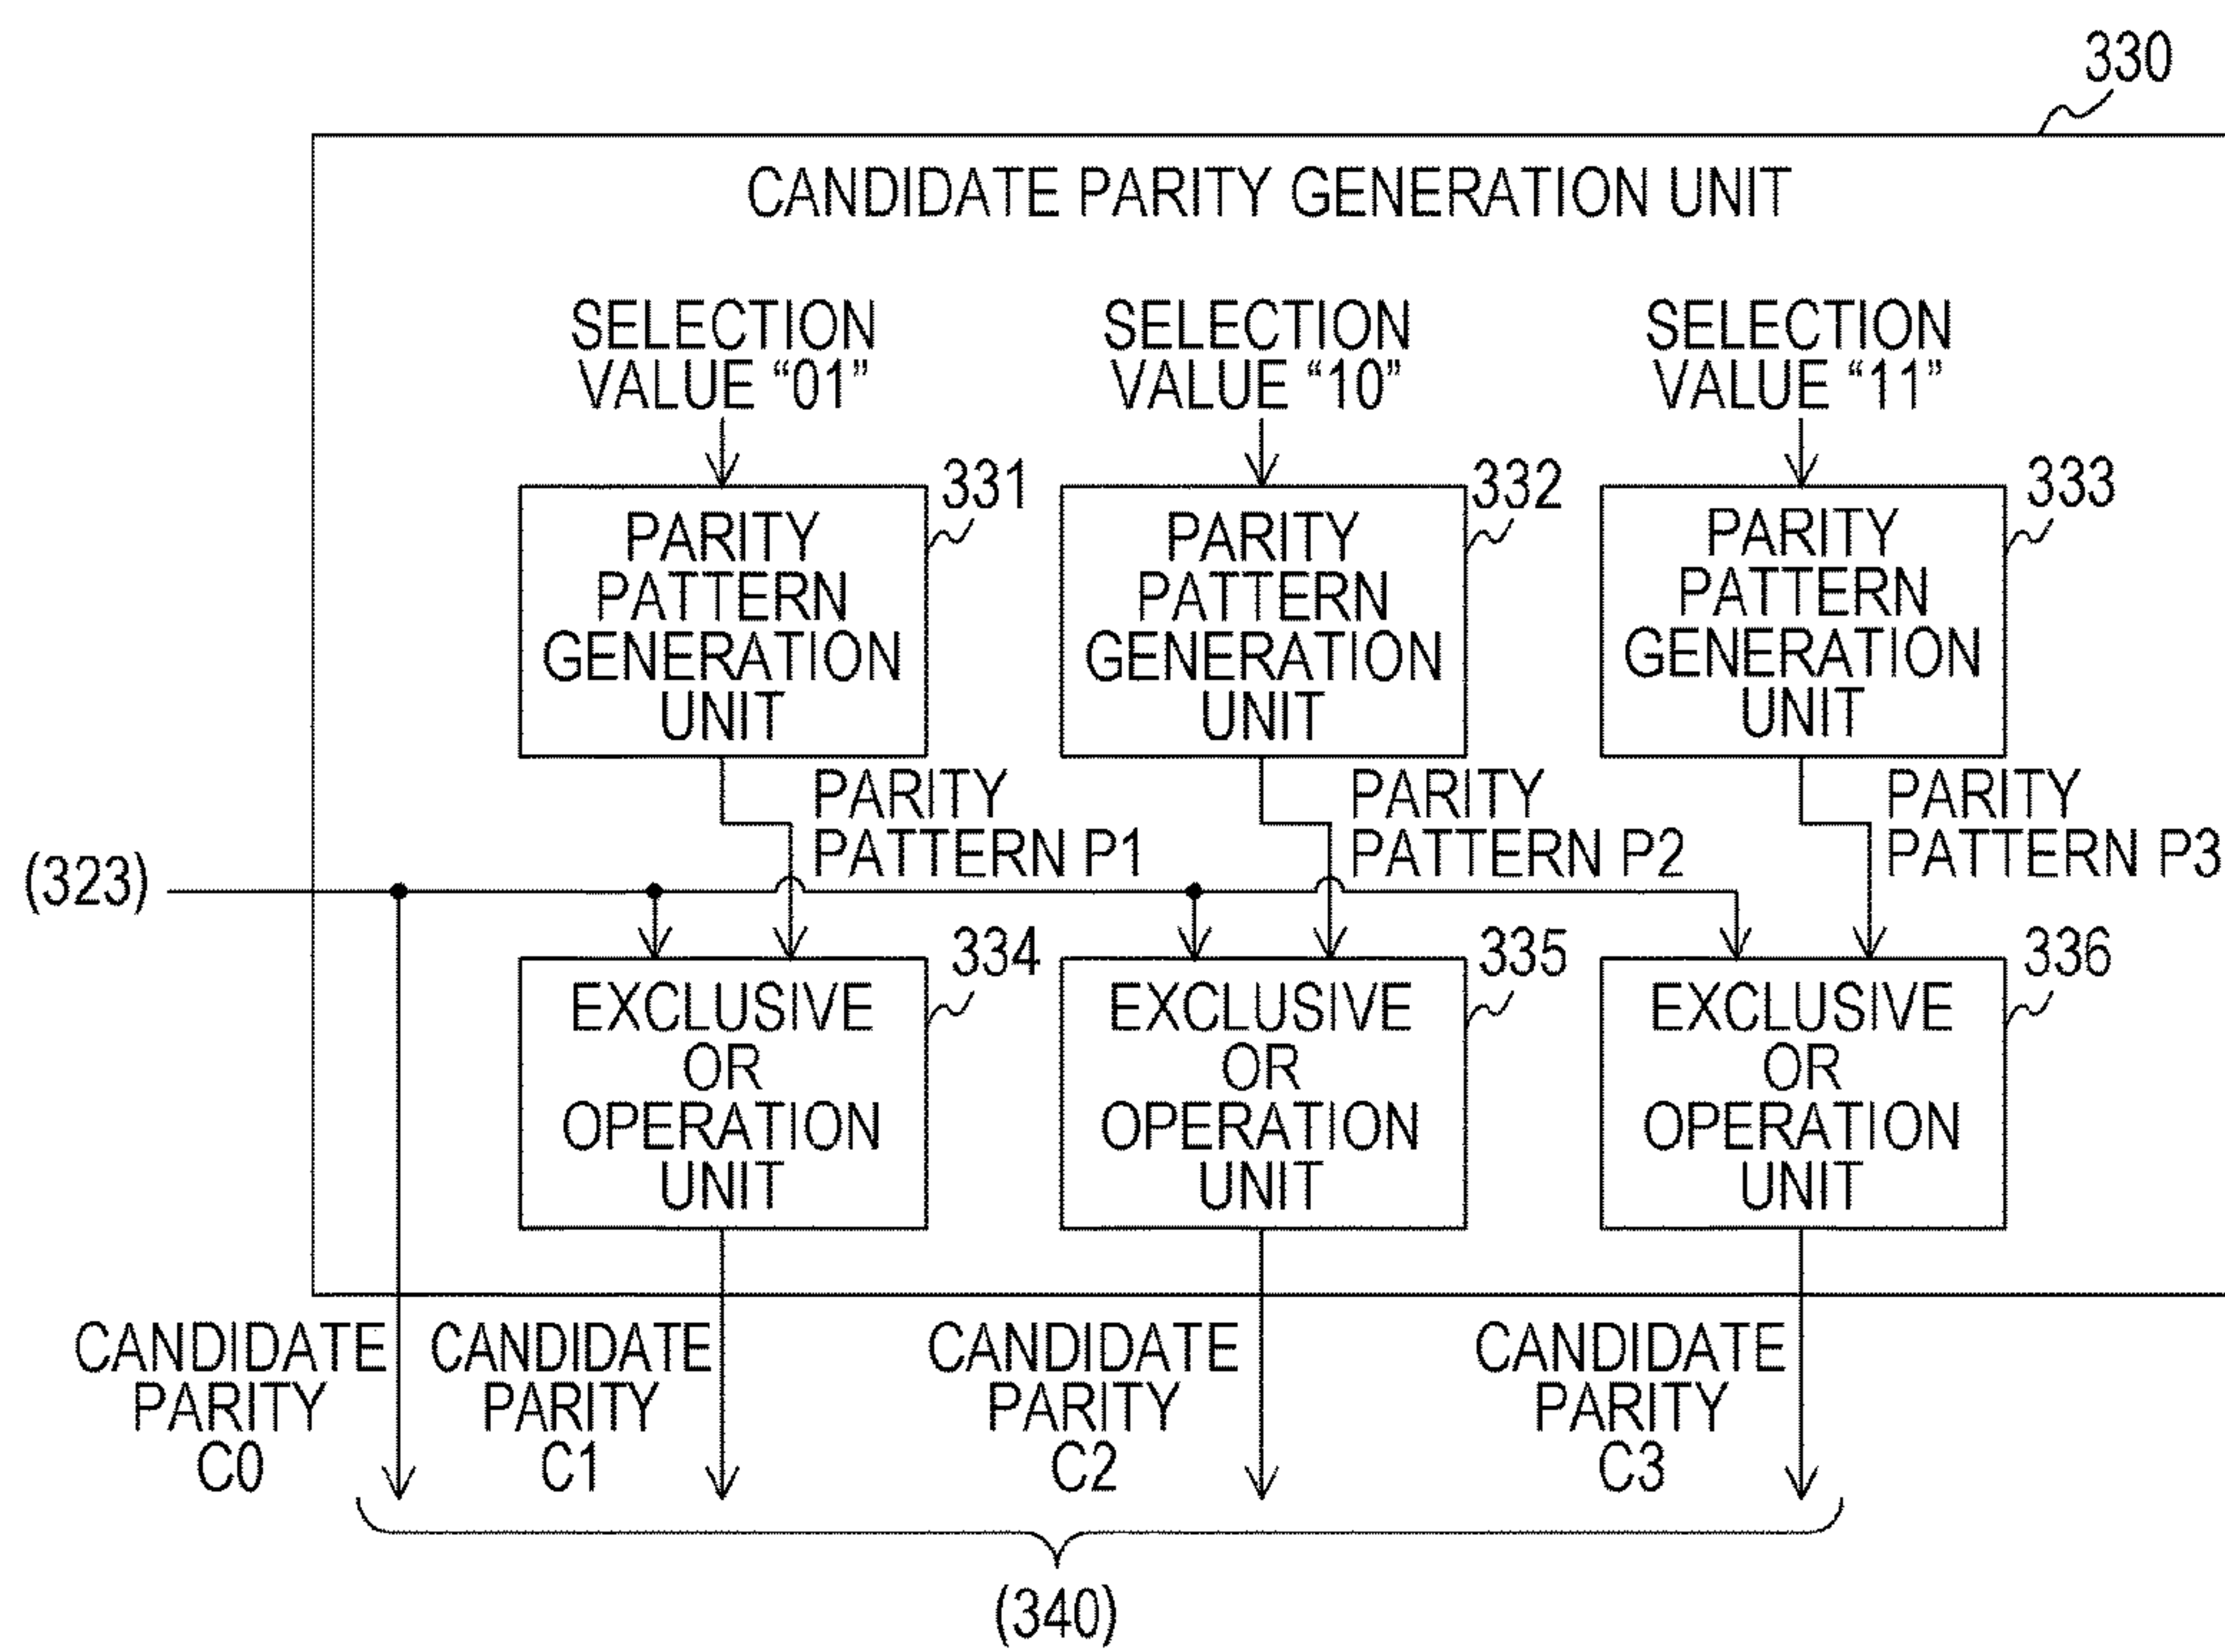 330
CANDIDATE PARITY GENERATION UNIT
SELECTION
VALUE “01”
SELECTION
VALUE “10”
SELECTION
VALUE “11”
331
PARITY
PATTERN
GENERATION
UNIT
332
PARITY
PATTERN
GENERATION
UNIT
333
PARITY
PATTERN
GENERATION
UNIT
PARITY
PATTERN P1
PARITY
PATTERN P2
PARITY
PATTERN P3
(323)
334
EXCLUSIVE
OR
OPERATION
UNIT
335
EXCLUSIVE
OR
OPERATION
UNIT
336
EXCLUSIVE
OR
OPERATION
UNIT
CANDIDATE
PARITY
C0
CANDIDATE
PARITY
C1
CANDIDATE
PARITY
C2
CANDIDATE
PARITY
C3
(340)